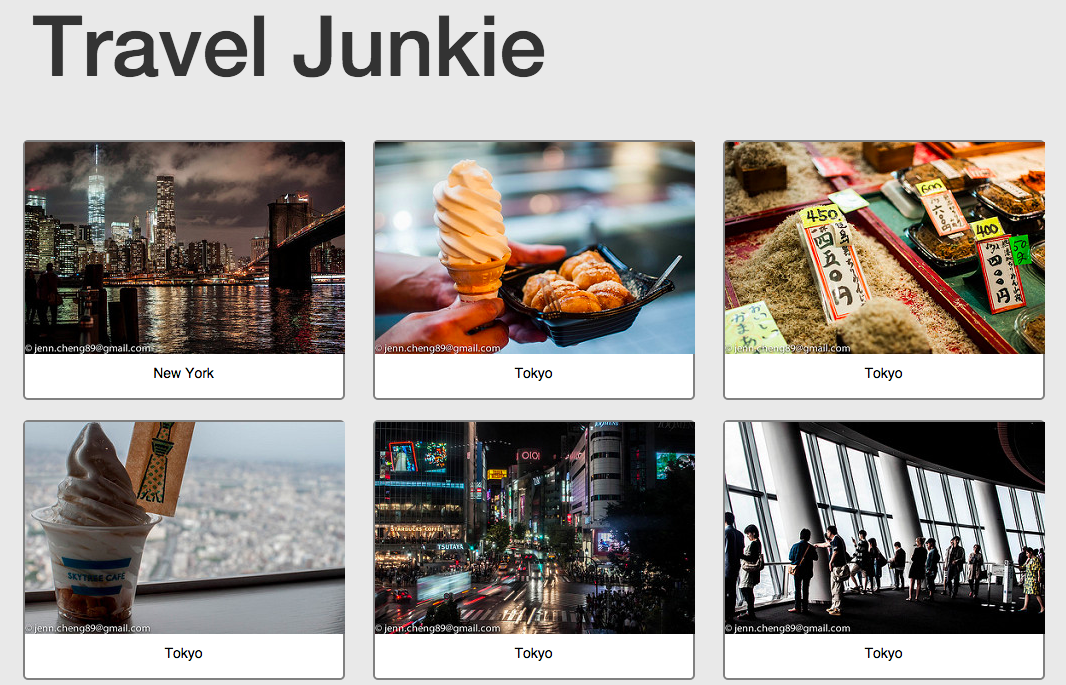 Travel Junkie
© jenn.cheng89@gmail.com
New York
© jenn.cheng89@gmail.com
Tokyo
450
四五〇円
600
400
四〇〇円
© jenn.cheng89@gmail.com
Tokyo
SKYTREE CAFE
© jenn.cheng89@gmail.com
Tokyo
OIOI
STARBUCKS COFFEE
TSUTAYA
© jenn.cheng89@gmail.com
Tokyo
© jenn.cheng89@gmail.com
Tokyo